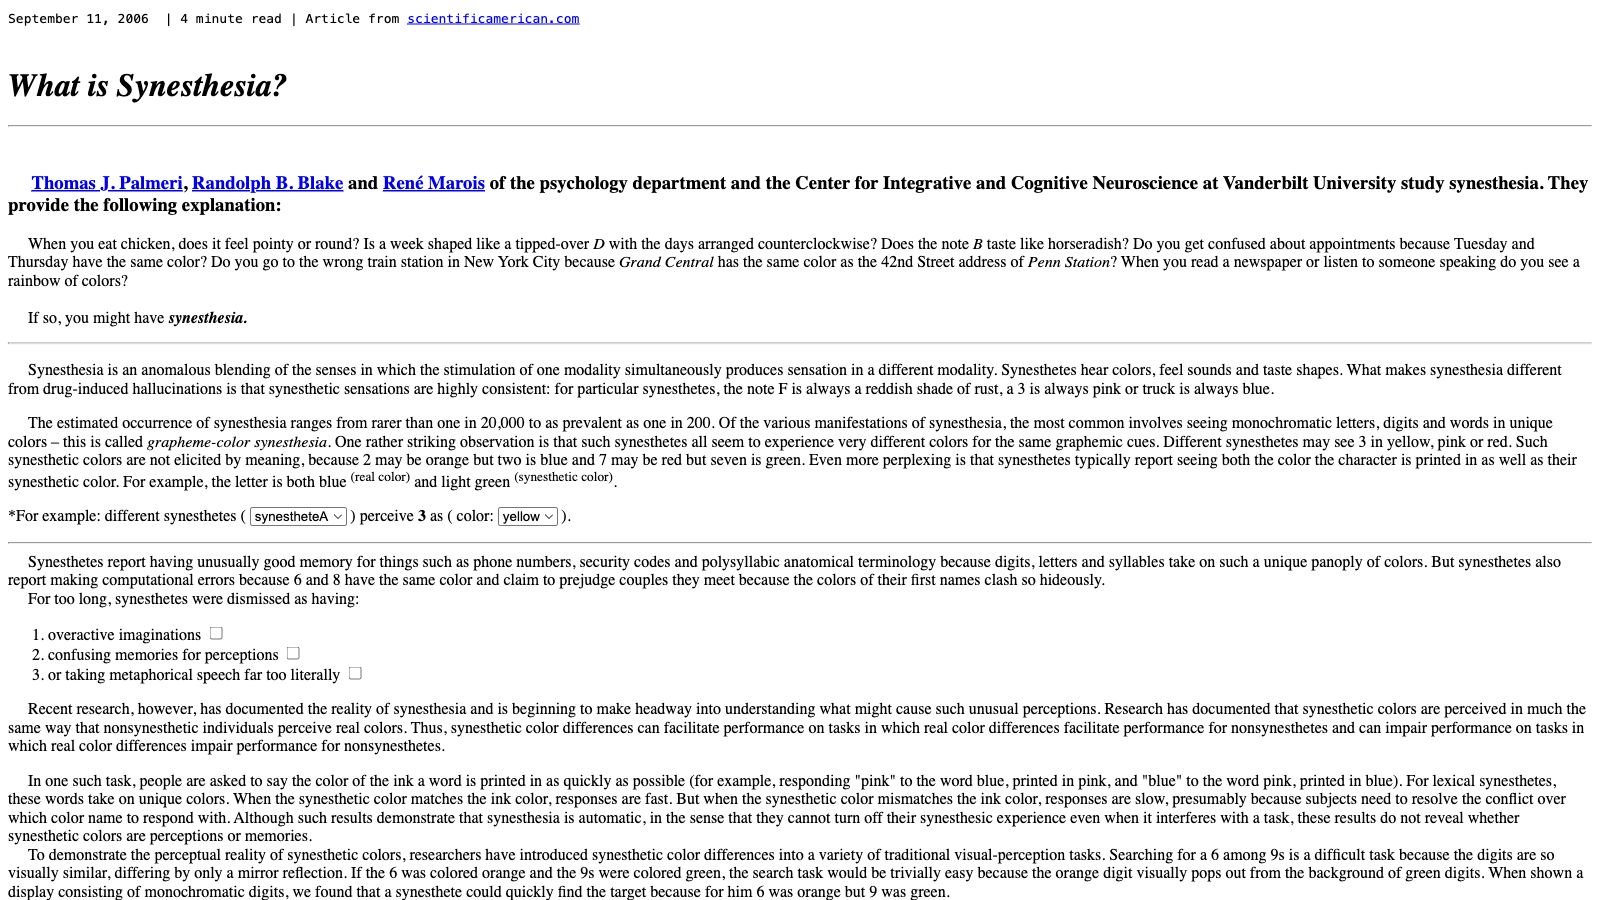 September 11, 2006 | 4 minute read | Article from scientificamerican.com
What is Synesthesia?
Thomas J. Palmeri, Randolph B. Blake and René Marois of the psychology department and the Center for Integrative and Cognitive Neuroscience at Vanderbilt University study synesthesia. They
provide the following explanation:
When you eat chicken, does it feel pointy or round? Is a week shaped like a tipped-over D with the days arranged counterclockwise? Does the note B taste like horseradish? Do you get confused about appointments because Tuesday and
Thursday have the same color? Do you go to the wrong train station in New York City because Grand Central has the same color as the 42nd Street address of Penn Station? When you read a newspaper or listen to someone speaking do you see a
rainbow of colors?
If so, you might have synesthesia.
Synesthesia is an anomalous blending of the senses in which the stimulation of one modality simultaneously produces sensation in a different modality. Synesthetes hear colors, feel sounds and taste shapes. What makes synesthesia different
from drug-induced hallucinations is that synesthetic sensations are highly consistent: for particular synesthetes, the note F is always a reddish shade of rust, a 3 is always pink or truck is always blue.
The estimated occurrence of synesthesia ranges from rarer than one in 20,000 to as prevalent as one in 200. Of the various manifestations of synesthesia, the most common involves seeing monochromatic letters, digits and words in unique
colors – this is called grapheme-color synesthesia. One rather striking observation is that such synesthetes all seem to experience very different colors for the same graphemic cues. Different synesthetes may see 3 in yellow, pink or red. Such
synesthetic colors are not elicited by meaning, because 2 may be orange but two is blue and 7 may be red but seven is green. Even more perplexing is that synesthetes typically report seeing both the color the character is printed in as well as their
synesthetic color. For example, the letter is both blue (real color) and light green (synesthetic color).
*For example: different synesthetes ( synestheteA ) perceive 3 as ( color: yellow ).
Synesthetes report having unusually good memory for things such as phone numbers, security codes and polysyllabic anatomical terminology because digits, letters and syllables take on such a unique panoply of colors. But synesthetes also
report making computational errors because 6 and 8 have the same color and claim to prejudge couples they meet because the colors of their first names clash so hideously.
For too long, synesthetes were dismissed as having:
1. overactive imaginations
2. confusing memories for perceptions
3. or taking metaphorical speech far too literally
Recent research, however, has documented the reality of synesthesia and is beginning to make headway into understanding what might cause such unusual perceptions. Research has documented that synesthetic colors are perceived in much the
same way that nonsynesthetic individuals perceive real colors. Thus, synesthetic color differences can facilitate performance on tasks in which real color differences facilitate performance for nonsynesthetes and can impair performance on tasks in
which real color differences impair performance for nonsynesthetes.
In one such task, people are asked to say the color of the ink a word is printed in as quickly as possible (for example, responding "pink" to the word blue, printed in pink, and "blue" to the word pink, printed in blue). For lexical synesthetes,
these words take on unique colors. When the synesthetic color matches the ink color, responses are fast. But when the synesthetic color mismatches the ink color, responses are slow, presumably because subjects need to resolve the conflict over
which color name to respond with. Although such results demonstrate that synesthesia is automatic, in the sense that they cannot turn off their synesthesic experience even when it interferes with a task, these results do not reveal whether
synesthetic colors are perceptions or memories.
To demonstrate the perceptual reality of synesthetic colors, researchers have introduced synesthetic color differences into a variety of traditional visual-perception tasks. Searching for a 6 among 9s is a difficult task because the digits are so
visually similar, differing by only a mirror reflection. If the 6 was colored orange and the 9s were colored green, the search task would be trivially easy because the orange digit visually pops out from the background of green digits. When shown a
display consisting of monochromatic digits, we found that a synesthete could quickly find the target because for him 6 was orange but 9 was green.